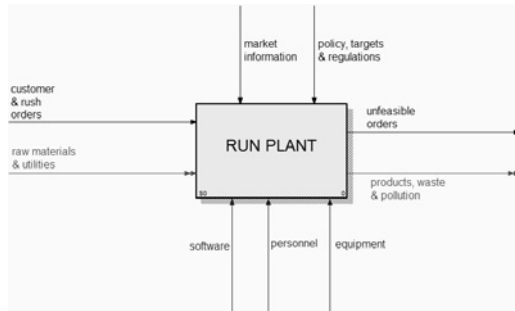 market
information
policy, targets
& regulations
customer
& rush
orders
RUN PLANT
unfeasible
orders
raw materials
& utilities
products, waste
& pollution
0
software
personnel
equipment